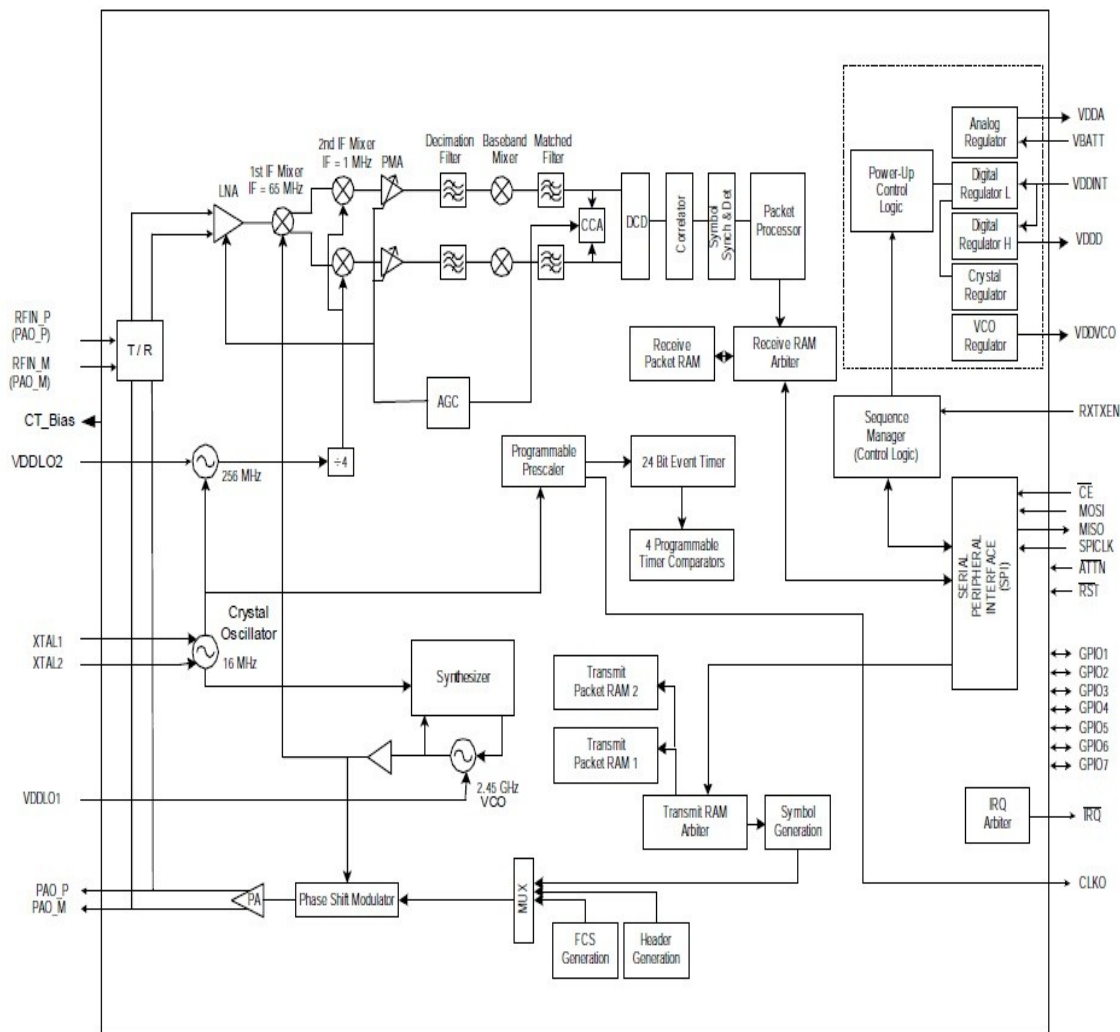 2nd IF Mixer
IF = 1 MHz
PMA
Decimation
Filter
Baseband
Mixer
Matched
Filter
1st IF Mixer
IF = 65 MHz
LNA
CCA
DCD
Correlator
Symbol
Synch & Det
Packet
Processor
Power-Up
Control
Logic
Analog
Regulator
Digital
Regulator L
Digital
Regulator H
Crystal
Regulator
VCO
Regulator
VDDA
VBATT
VDDINT
VDDD
VDDVCO
RFIN_P
(PAO_P)
RFIN_M
(PAO_M)
T / R
CT_Bias
Receive
Packet RAM
Receive RAM
Arbiter
AGC
Sequence
Manager
(Control Logic)
RXTXEN
VDDLO2
256 MHz
÷4
Programmable
Prescaler
24 Bit Event Timer
4 Programmable
Timer Comparators
SERIAL
PERIPHERAL
INTERFACE
(SPI)
CE
MOSI
MISO
SPICLK
ATTN
RST
XTAL1
XTAL2
Crystal
Oscillator
16 MHz
Synthesizer
2.45 GHz
VCO
VDDLO1
Transmit
Packet RAM 2
Transmit
Packet RAM 1
Transmit RAM
Arbiter
Symbol
Generation
GPIO1
GPIO2
GPIO3
GPIO4
GPIO5
GPIO6
GPIO7
IRQ
Arbiter
IRQ
CLKO
PAO_P
PAO_M
PA
Phase Shift Modulator
MUX
FCS
Generation
Header
Generation